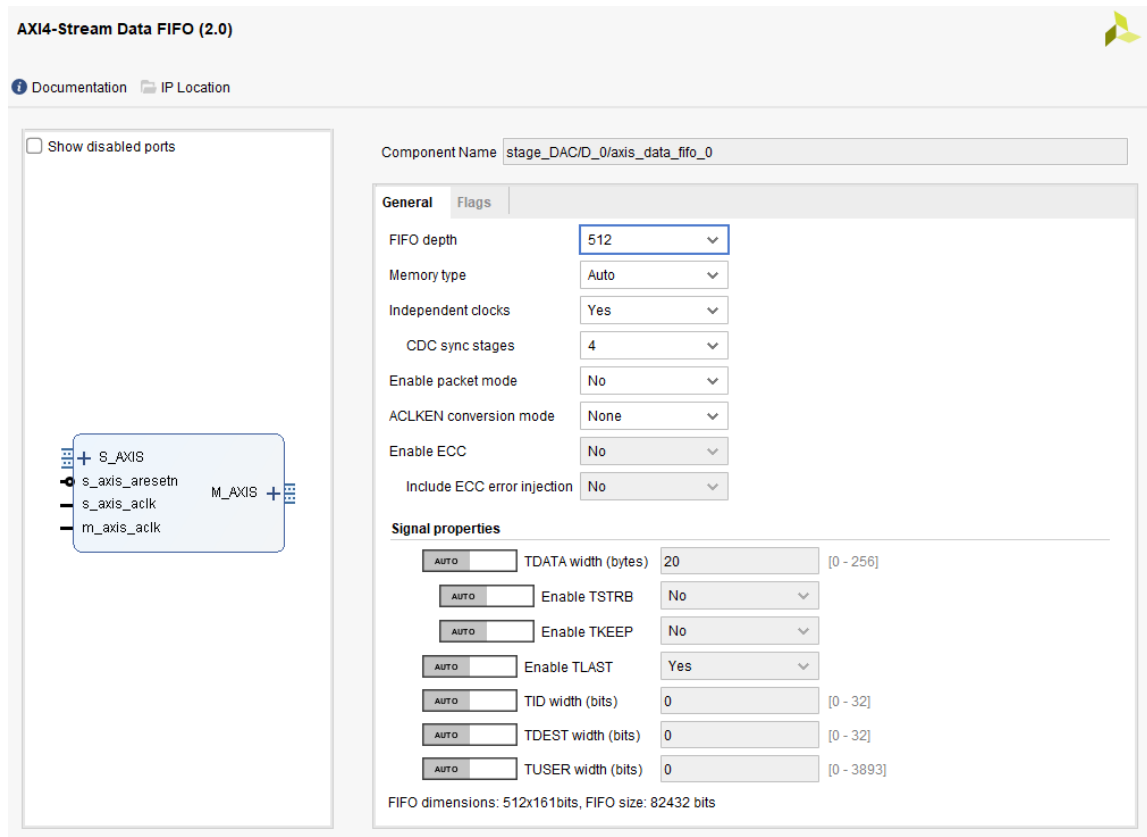 AXI4-Stream Data FIFO (2.0)
Documentation IP Location
Show disabled ports
S_AXIS
s_axis_aresetn
s_axis_aclk
m_axis_aclk
M_AXIS
Component Name stage_DAC/D_0/axis_data_fifo_0
General Flags
FIFO depth 512
Memory type Auto
Independent clocks Yes
CDC sync stages 4
Enable packet mode No
ACLKEN conversion mode None
Enable ECC No
Include ECC error injection No
Signal properties
AUTO TDATA width (bytes) 20 [0 - 256]
AUTO Enable TSTRB No
AUTO Enable TKEEP No
AUTO Enable TLAST Yes
AUTO TID width (bits) 0 [0 - 32]
AUTO TDEST width (bits) 0 [0 - 32]
AUTO TUSER width (bits) 0 [0 - 3893]
FIFO dimensions: 512x161bits, FIFO size: 82432 bits